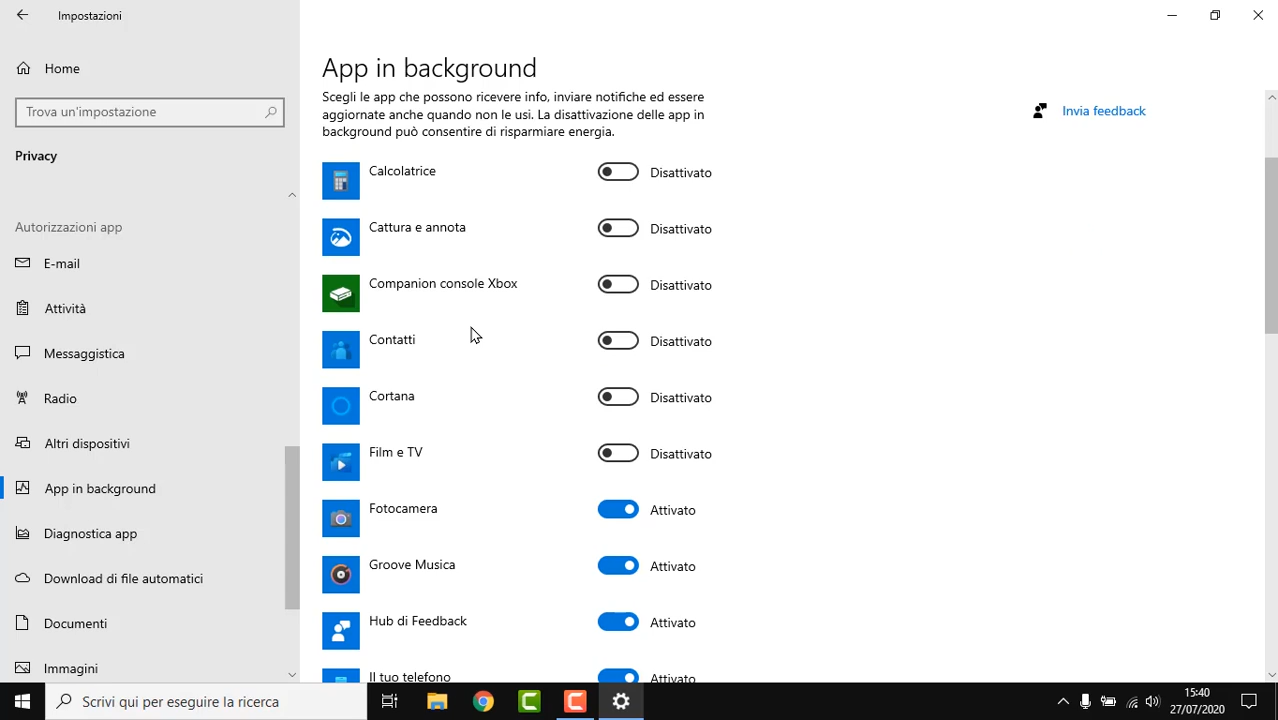 Impostazioni
Home
Trova un'impostazione
Privacy
Autorizzazioni app
E-mail
Attività
Messaggistica
Radio
Altri dispositivi
App in background
Diagnostica app
Download di file automatici
Documenti
Immagini
App in background
Scegli le app che possono ricevere info, inviare notifiche ed essere
aggiornate anche quando non le usi. La disattivazione delle app in
background può consentire di risparmiare energia.
Calcolatrice Disattivato
Cattura e annota Disattivato
Companion console Xbox Disattivato
Contatti Disattivato
Cortana Disattivato
Film e TV Disattivato
Fotocamera Attivato
Groove Musica Attivato
Hub di Feedback Attivato
Il tuo telefono Attivato
Invia feedback
Scrivi qui per eseguire la ricerca
15:40
27/07/2020